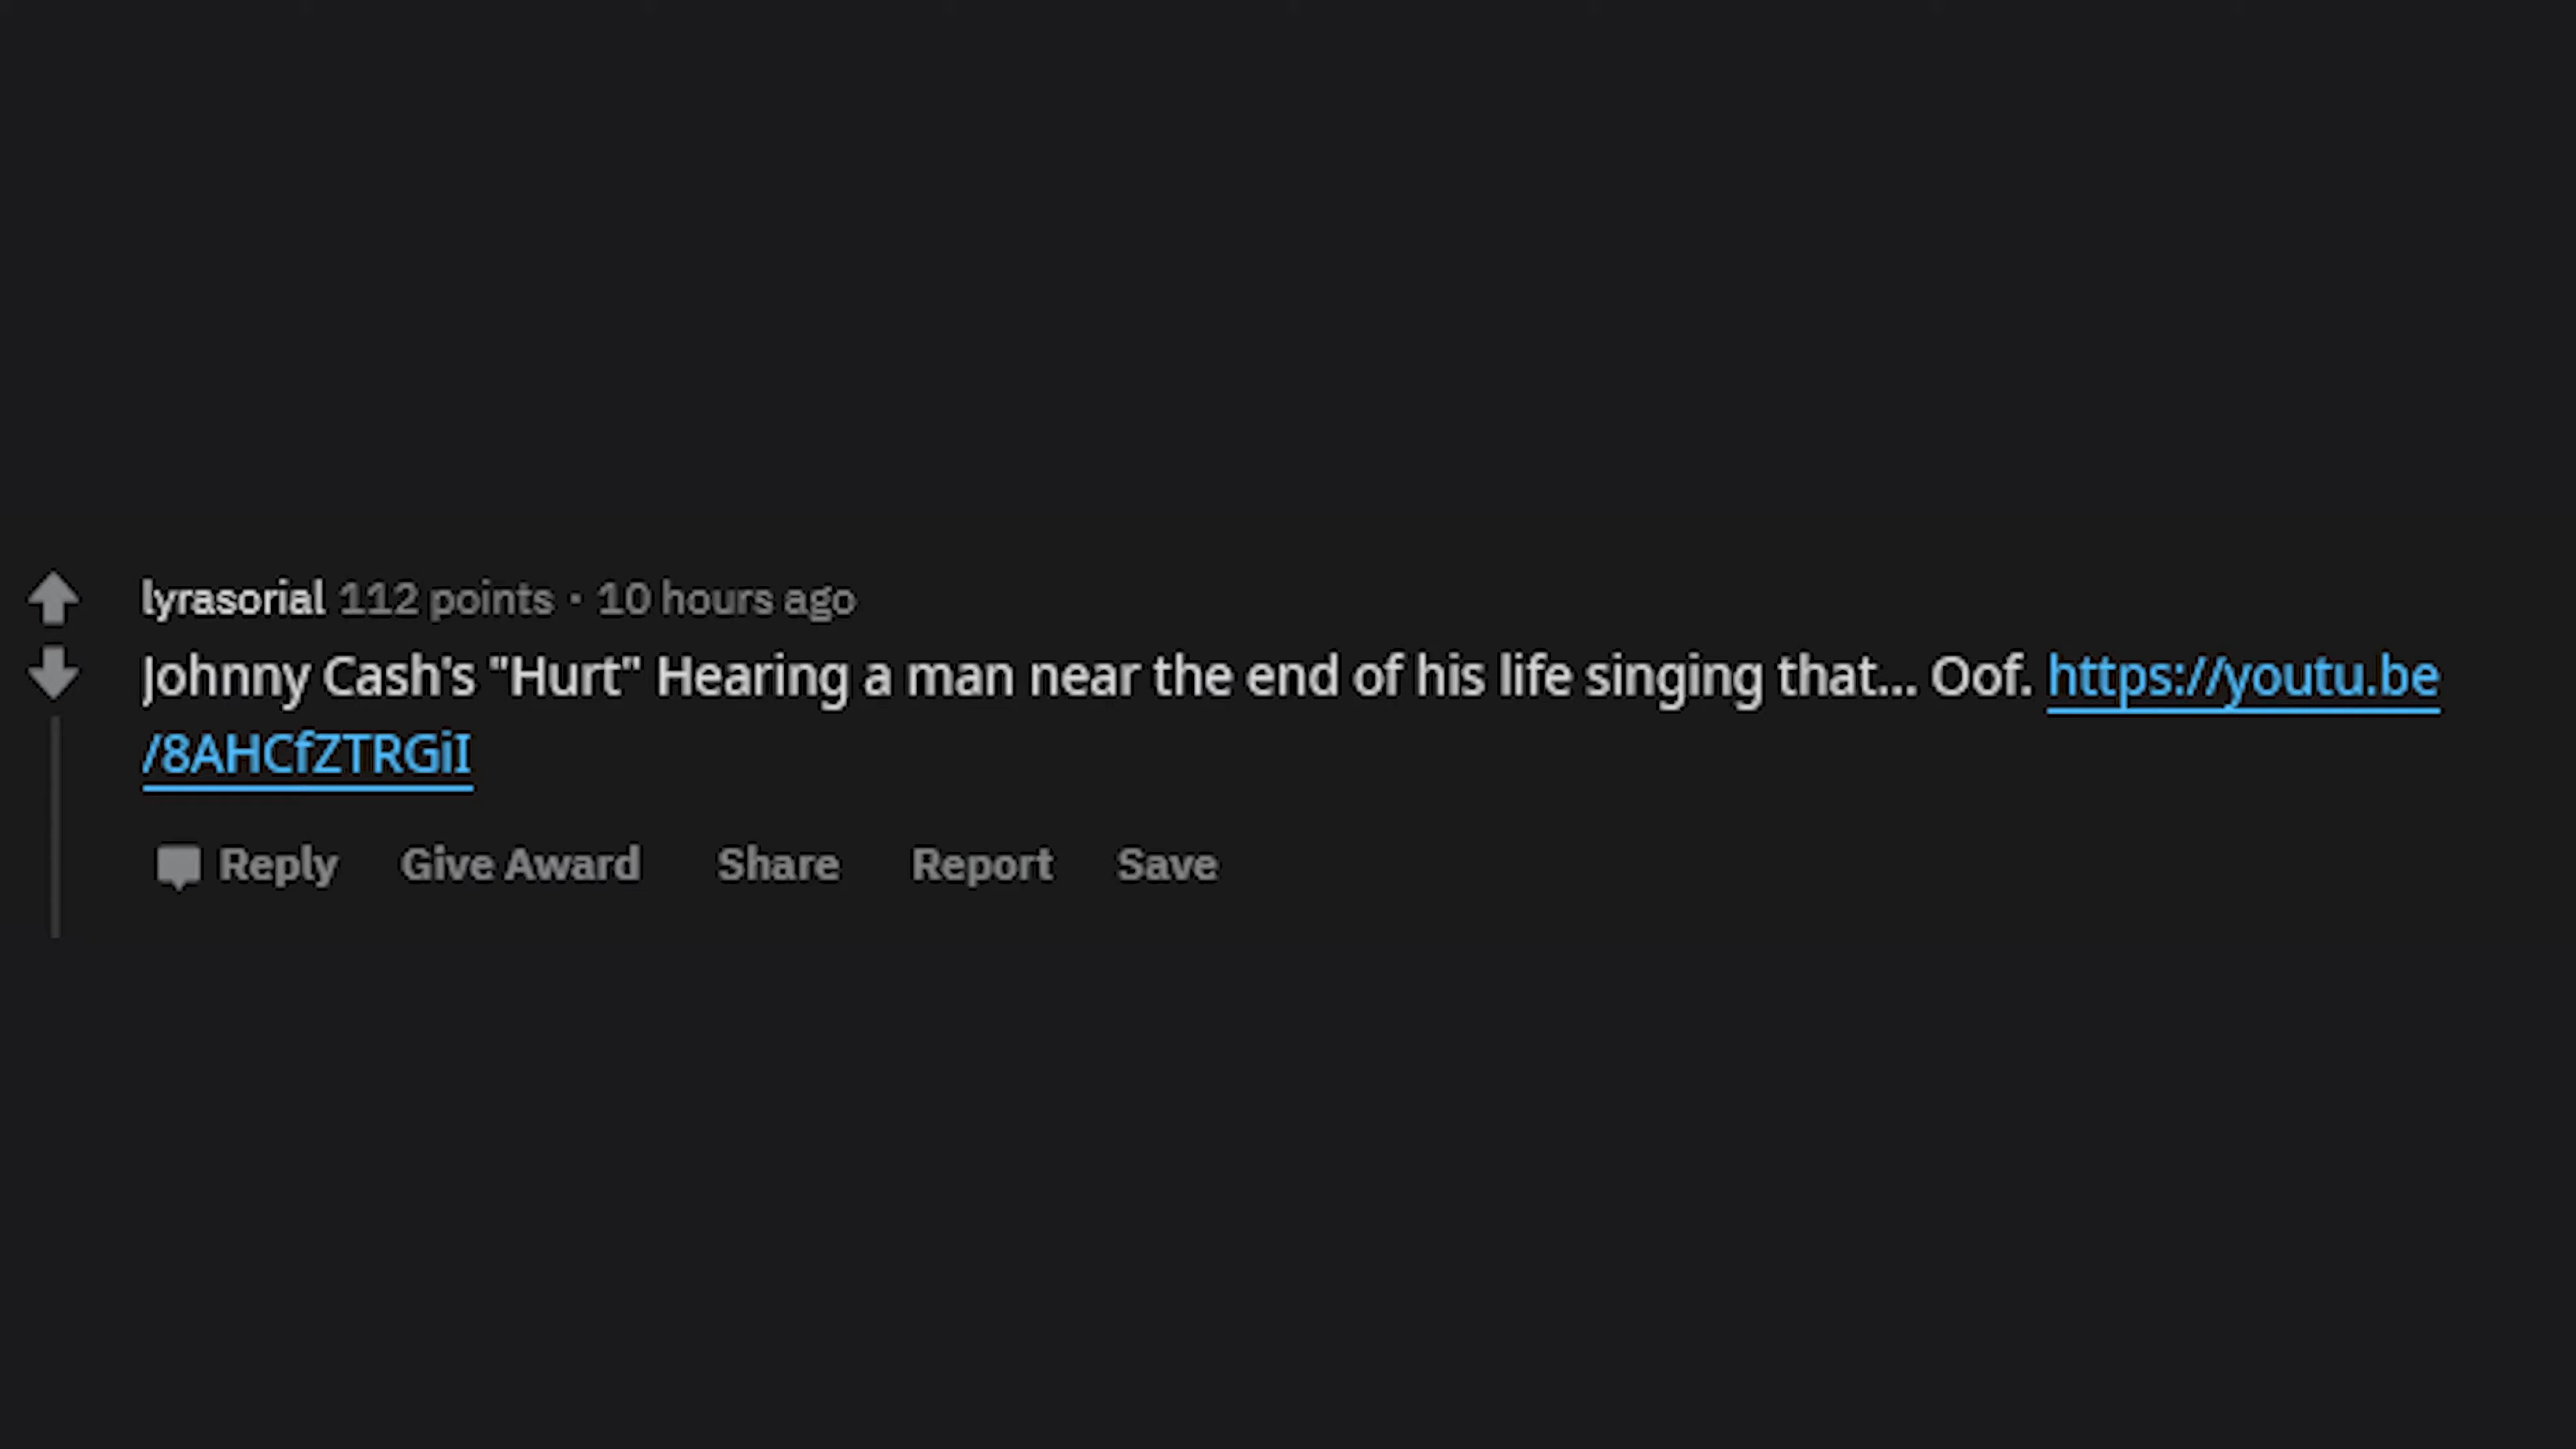 lyrasorial 112 points · 10 hours ago
Johnny Cash's "Hurt" Hearing a man near the end of his life singing that... Oof. https://youtu.be
/8AHCfZTRGiI
Reply Give Award Share Report Save